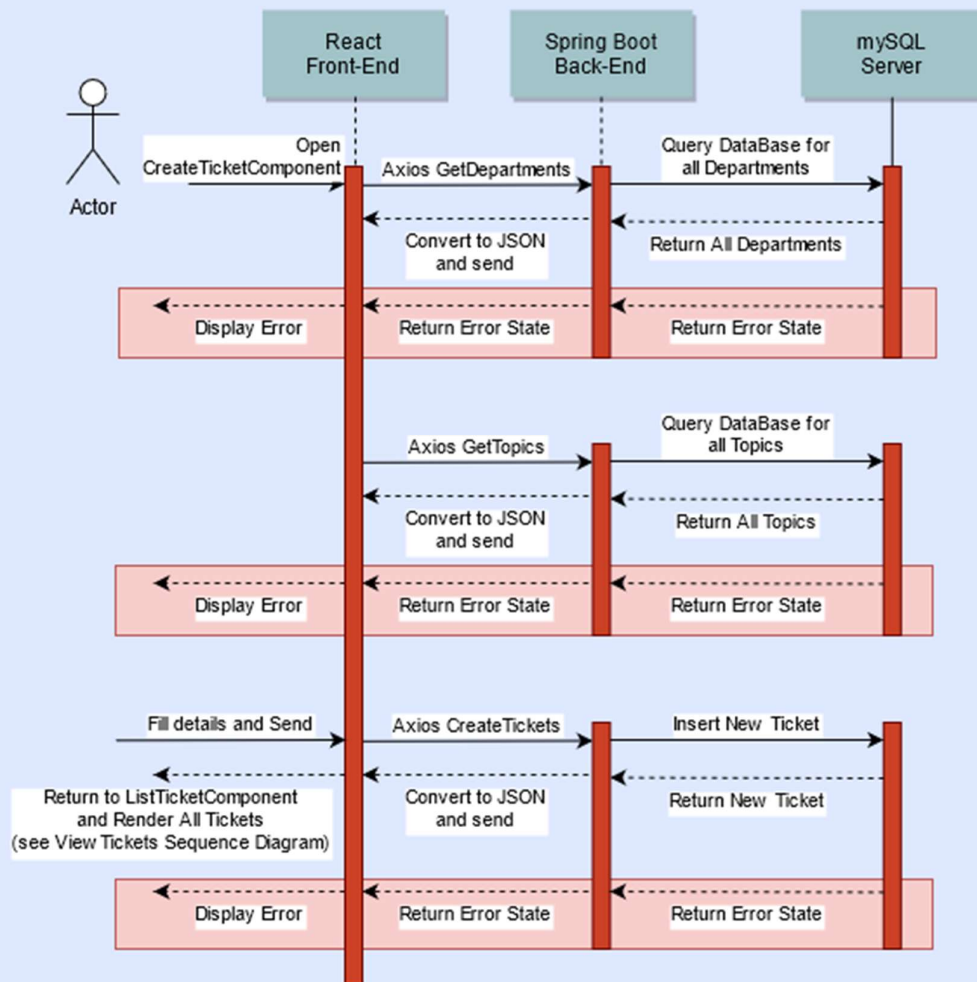 React
Front-End
Spring Boot
Back-End
mySQL
Server
Actor
Open
CreateTicketComponent
Axios GetDepartments
Query DataBase for
all Departments
Convert to JSON
and send
Return All Departments
Display Error
Return Error State
Return Error State
Axios GetTopics
Query DataBase for
all Topics
Convert to JSON
and send
Return All Topics
Display Error
Return Error State
Return Error State
Fill details and Send
Axios CreateTickets
Insert New Ticket
Return to ListTicketComponent
and Render All Tickets
(see View Tickets Sequence Diagram)
Convert to JSON
and send
Return New Ticket
Display Error
Return Error State
Return Error State